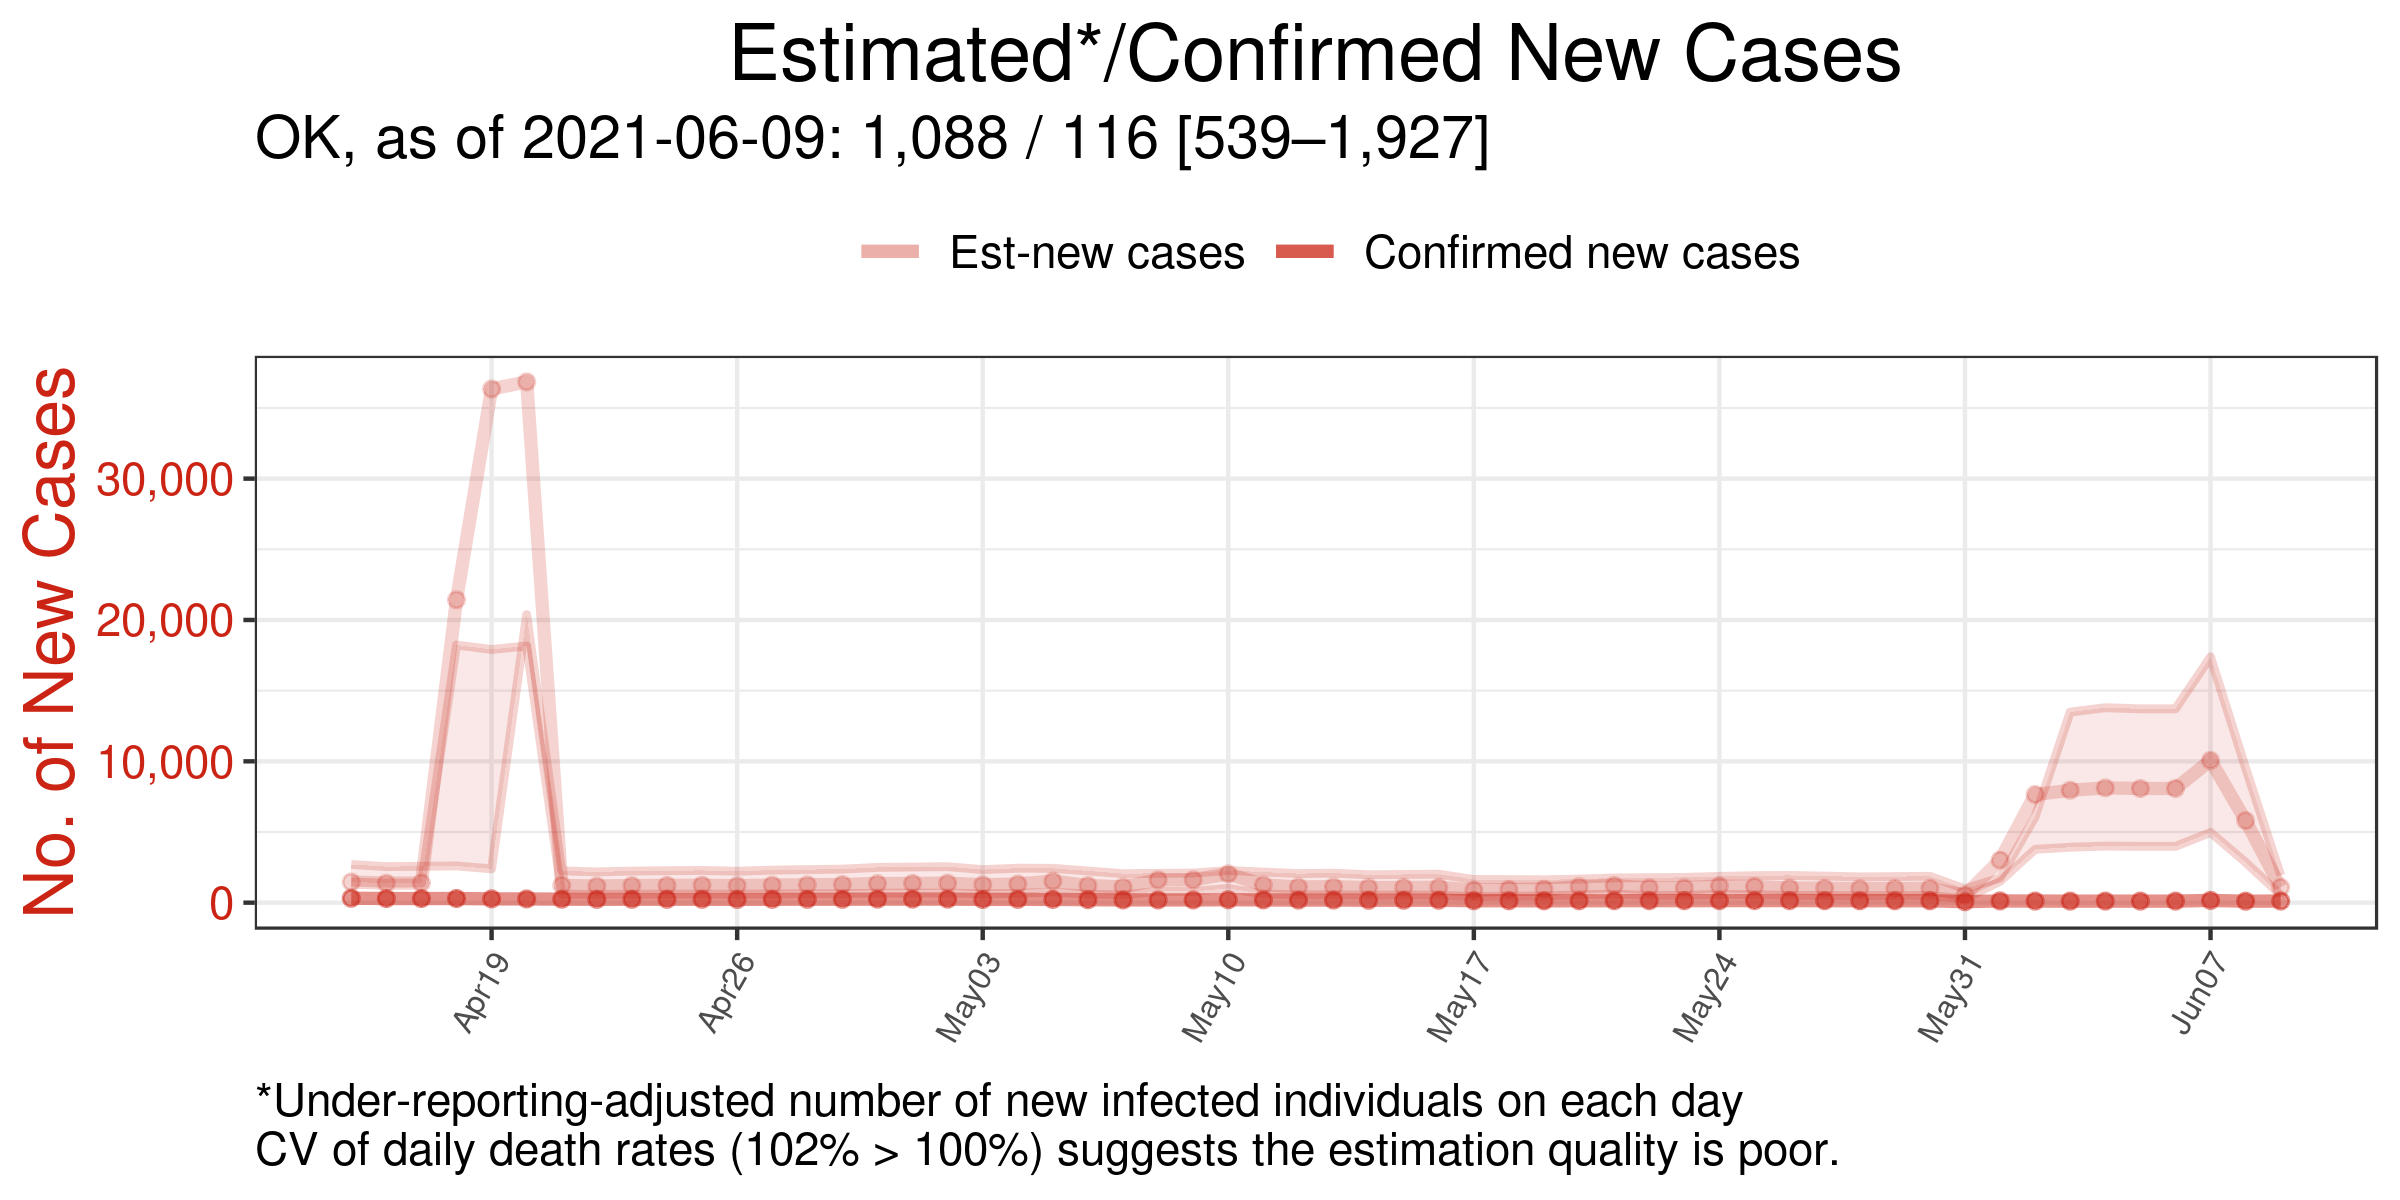 Estimated*/Confirmed New Cases
OK, as of 2021-06-09: 1,088 / 116 [539–1,927]
Est-new cases Confirmed new cases
No. of New Cases
30,000
20,000
10,000
0
Apr19 Apr26 May03 May10 May17 May24 May31 Jun07
*Under-reporting-adjusted number of new infected individuals on each day
CV of daily death rates (102% > 100%) suggests the estimation quality is poor.